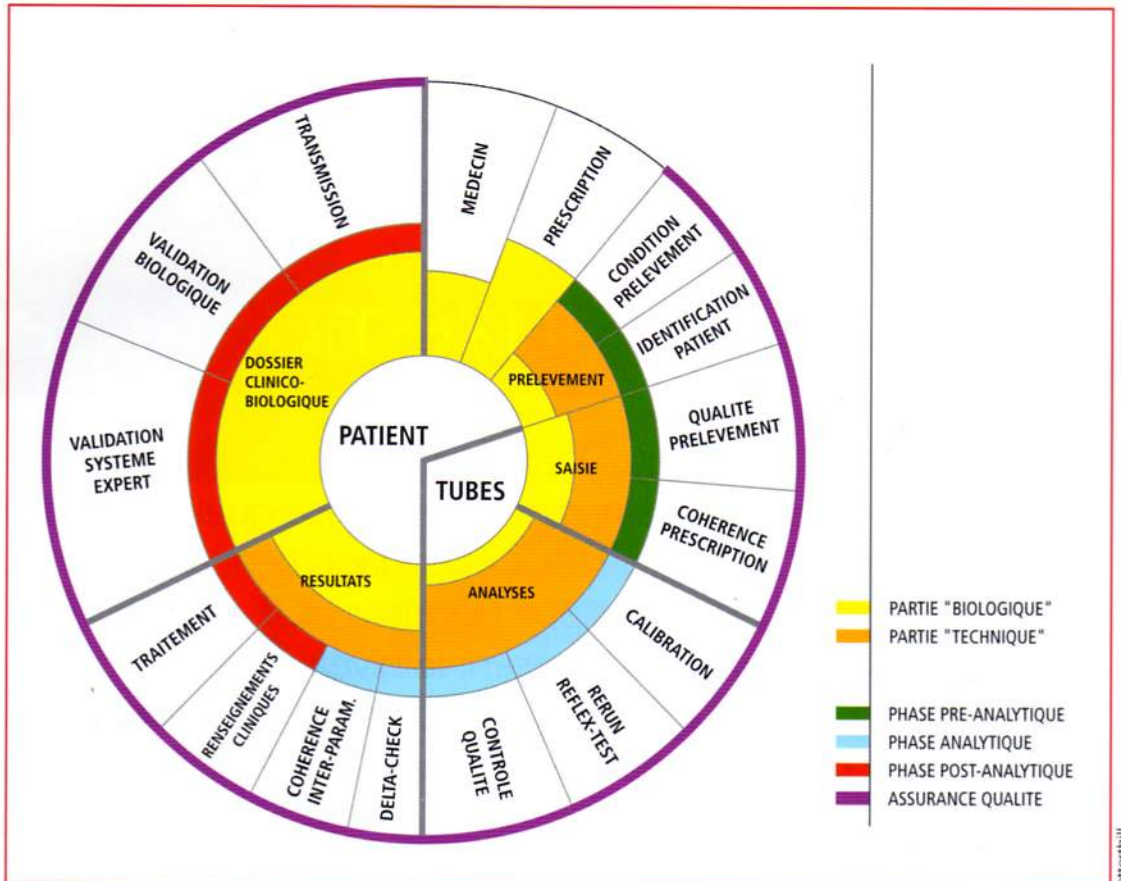 MEDECIN
PRESCRIPTION
CONDITION
PRELEVEMENT
IDENTIFICATION
PATIENT
QUALITE
PRELEVEMENT
COHERENCE
PRESCRIPTION
CALIBRATION
RERUN
REFLEX-TEST
CONTROLE
QUALITE
DELTA-CHECK
COHERENCE
INTER-PARAM.
RENSEIGNEMENTS
CLINIQUES
TRAITEMENT
VALIDATION
SYSTEME
EXPERT
VALIDATION
BIOLOGIQUE
TRANSMISSION
DOSSIER
CLINICO-
BIOLOGIQUE
PRELEVEMENT
SAISIE
ANALYSES
RESULTATS
PATIENT
TUBES
PARTIE "BIOLOGIQUE"
PARTIE "TECHNIQUE"
PHASE PRE-ANALYTIQUE
PHASE ANALYTIQUE
PHASE POST-ANALYTIQUE
ASSURANCE QUALITE